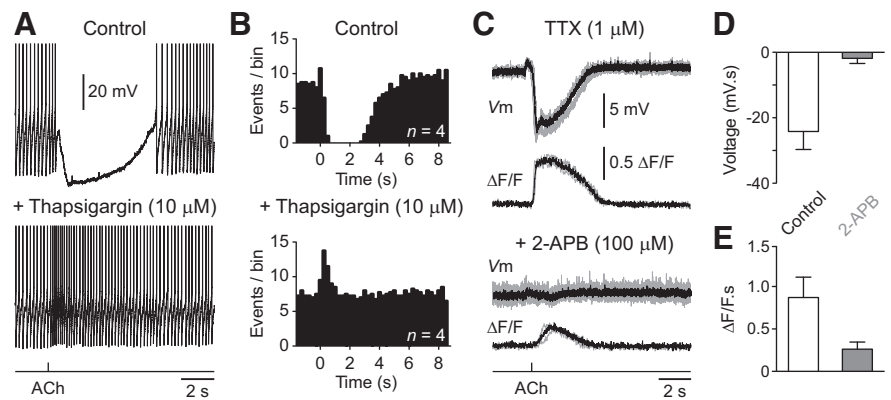 A
Control
20 mV
+ Thapsigargin (10 μM)
ACh
2 s
B
Control
Events / bin
15
10
5
0
n = 4
0 2 4 6 8
Time (s)
+ Thapsigargin (10 μM)
Events / bin
15
10
5
0
n = 4
0 2 4 6 8
Time (s)
C
TTX (1 μM)
Vm
5 mV
0.5 ΔF/F
ΔF/F
+ 2-APB (100 μM)
Vm
ΔF/F
ACh
2 s
D
Voltage (mV.s)
0
-20
-40
Control
2-APB
E
ΔF/F.s
1.5
1.0
0.5
0